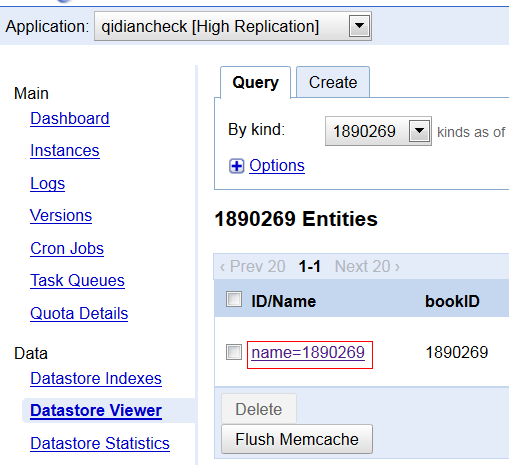 Application: qidiancheck [High Replication]
Main
Dashboard
Instances
Logs
Versions
Cron Jobs
Task Queues
Quota Details
Data
Datastore Indexes
Datastore Viewer
Datastore Statistics
Query Create
By kind: 1890269 kinds as of
Options
1890269 Entities
‹ Prev 20 1-1 Next 20 ›
ID/Name bookID
name=1890269 1890269
Delete
Flush Memcache